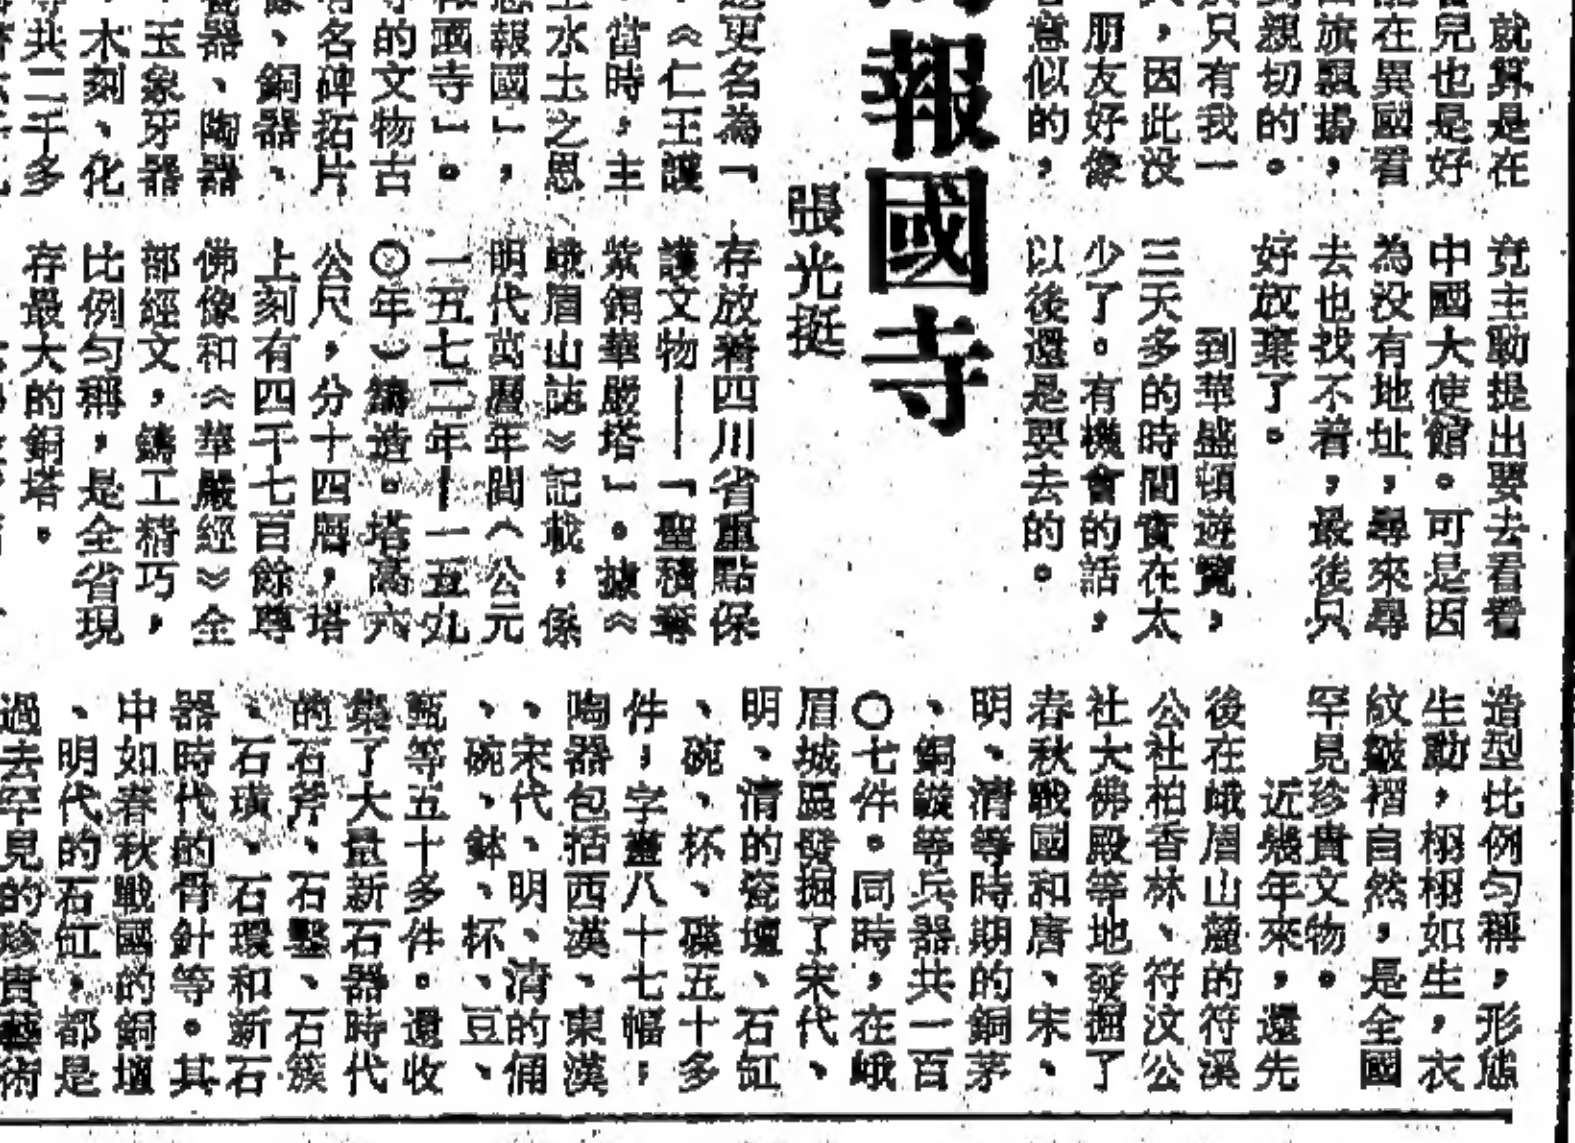 就算是在
兒也是好
在異國看
旗飄揚，
親切的。
只有我一
，因此没
朋友好像
意似的，
竟主動提出要去看看
中國大使館。可是因
為没有地址，尋來尋
去也找不着，最後只
好放棄了。
到華盛頓遊覽，
三天多的時間實在太
少了。有機會的話，
以後還是要去的。
報國寺
張光挺
更名為「
《仁王護
當時，主
水土之恩
報國」，
國寺」。
的文物古
名碑拓片
、銅器、
器、陶器
玉象牙器
木刻、化
共二千多
存放着四川省重點保
護文物——「聖積寺
紫銅華嚴塔」。據《
峨眉山誌》記載，係
明代萬曆年間（公元
一五七二年—一五九
〇年）鑄造。塔高六
公尺，分十四層，塔
上刻有四千七百餘尊
佛像和《華嚴經》全
部經文，鑄工精巧，
比例勻稱，是全省現
存最大的銅塔。
造型比例勻稱，形態
生動，栩栩如生，衣
紋皺褶自然，是全國
罕見珍貴文物。
近幾年來，還先
後在峨眉山麓的符溪
公社柏香林、符汶公
社大佛殿等地發掘了
春秋戰國和唐、宋、
明、清等時期的銅茅
、銅鏃等兵器共一百
〇七件。同時，在峨
眉城區發掘了宋代、
明、清的瓷壇、石缸
、碗、杯、碟五十多
件，字畫八十七幅；
陶器包括西漢、東漢
、宋代、明、清的俑
、碗、鉢、杯、豆、
甑等五十多件。還收
集了大量新石器時代
的石斧、石鑿、石簇
、石璜、石環和新石
器時代的骨針等。其
中如春秋戰國的銅壇
、明代的石缸，都是
過去罕見的珍貴藝術